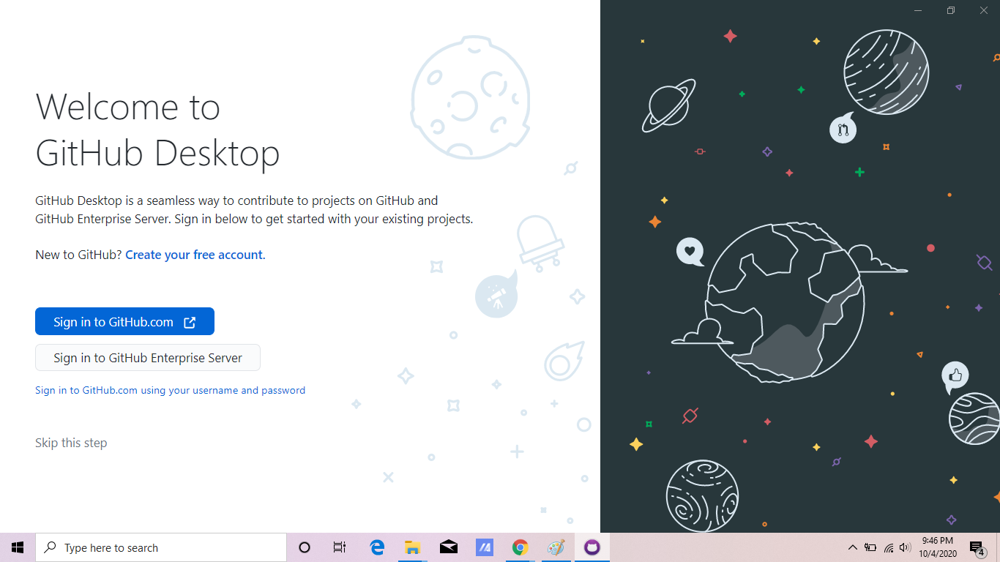 Welcome to
GitHub Desktop
GitHub Desktop is a seamless way to contribute to projects on GitHub and
GitHub Enterprise Server. Sign in below to get started with your existing projects.
New to GitHub? Create your free account.
Sign in to GitHub.com
Sign in to GitHub Enterprise Server
Sign in to GitHub.com using your username and password
Skip this step
Type here to search
9:46 PM
10/4/2020
4